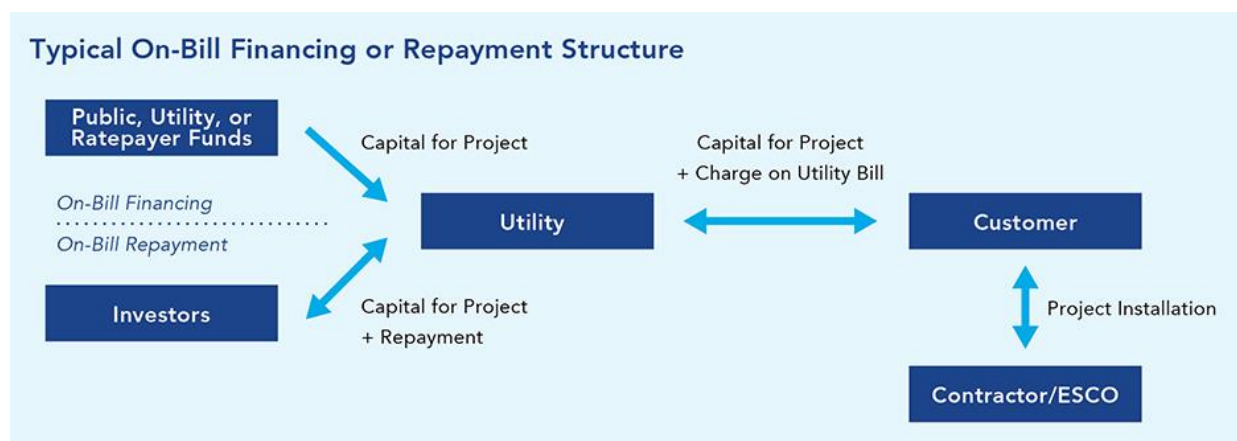 Typical On-Bill Financing or Repayment Structure
Public, Utility, or
Ratepayer Funds
Capital for Project
Capital for Project
+ Charge on Utility Bill
On-Bill Financing
On-Bill Repayment
Utility
Customer
Investors
Capital for Project
+ Repayment
Project Installation
Contractor/ESCO